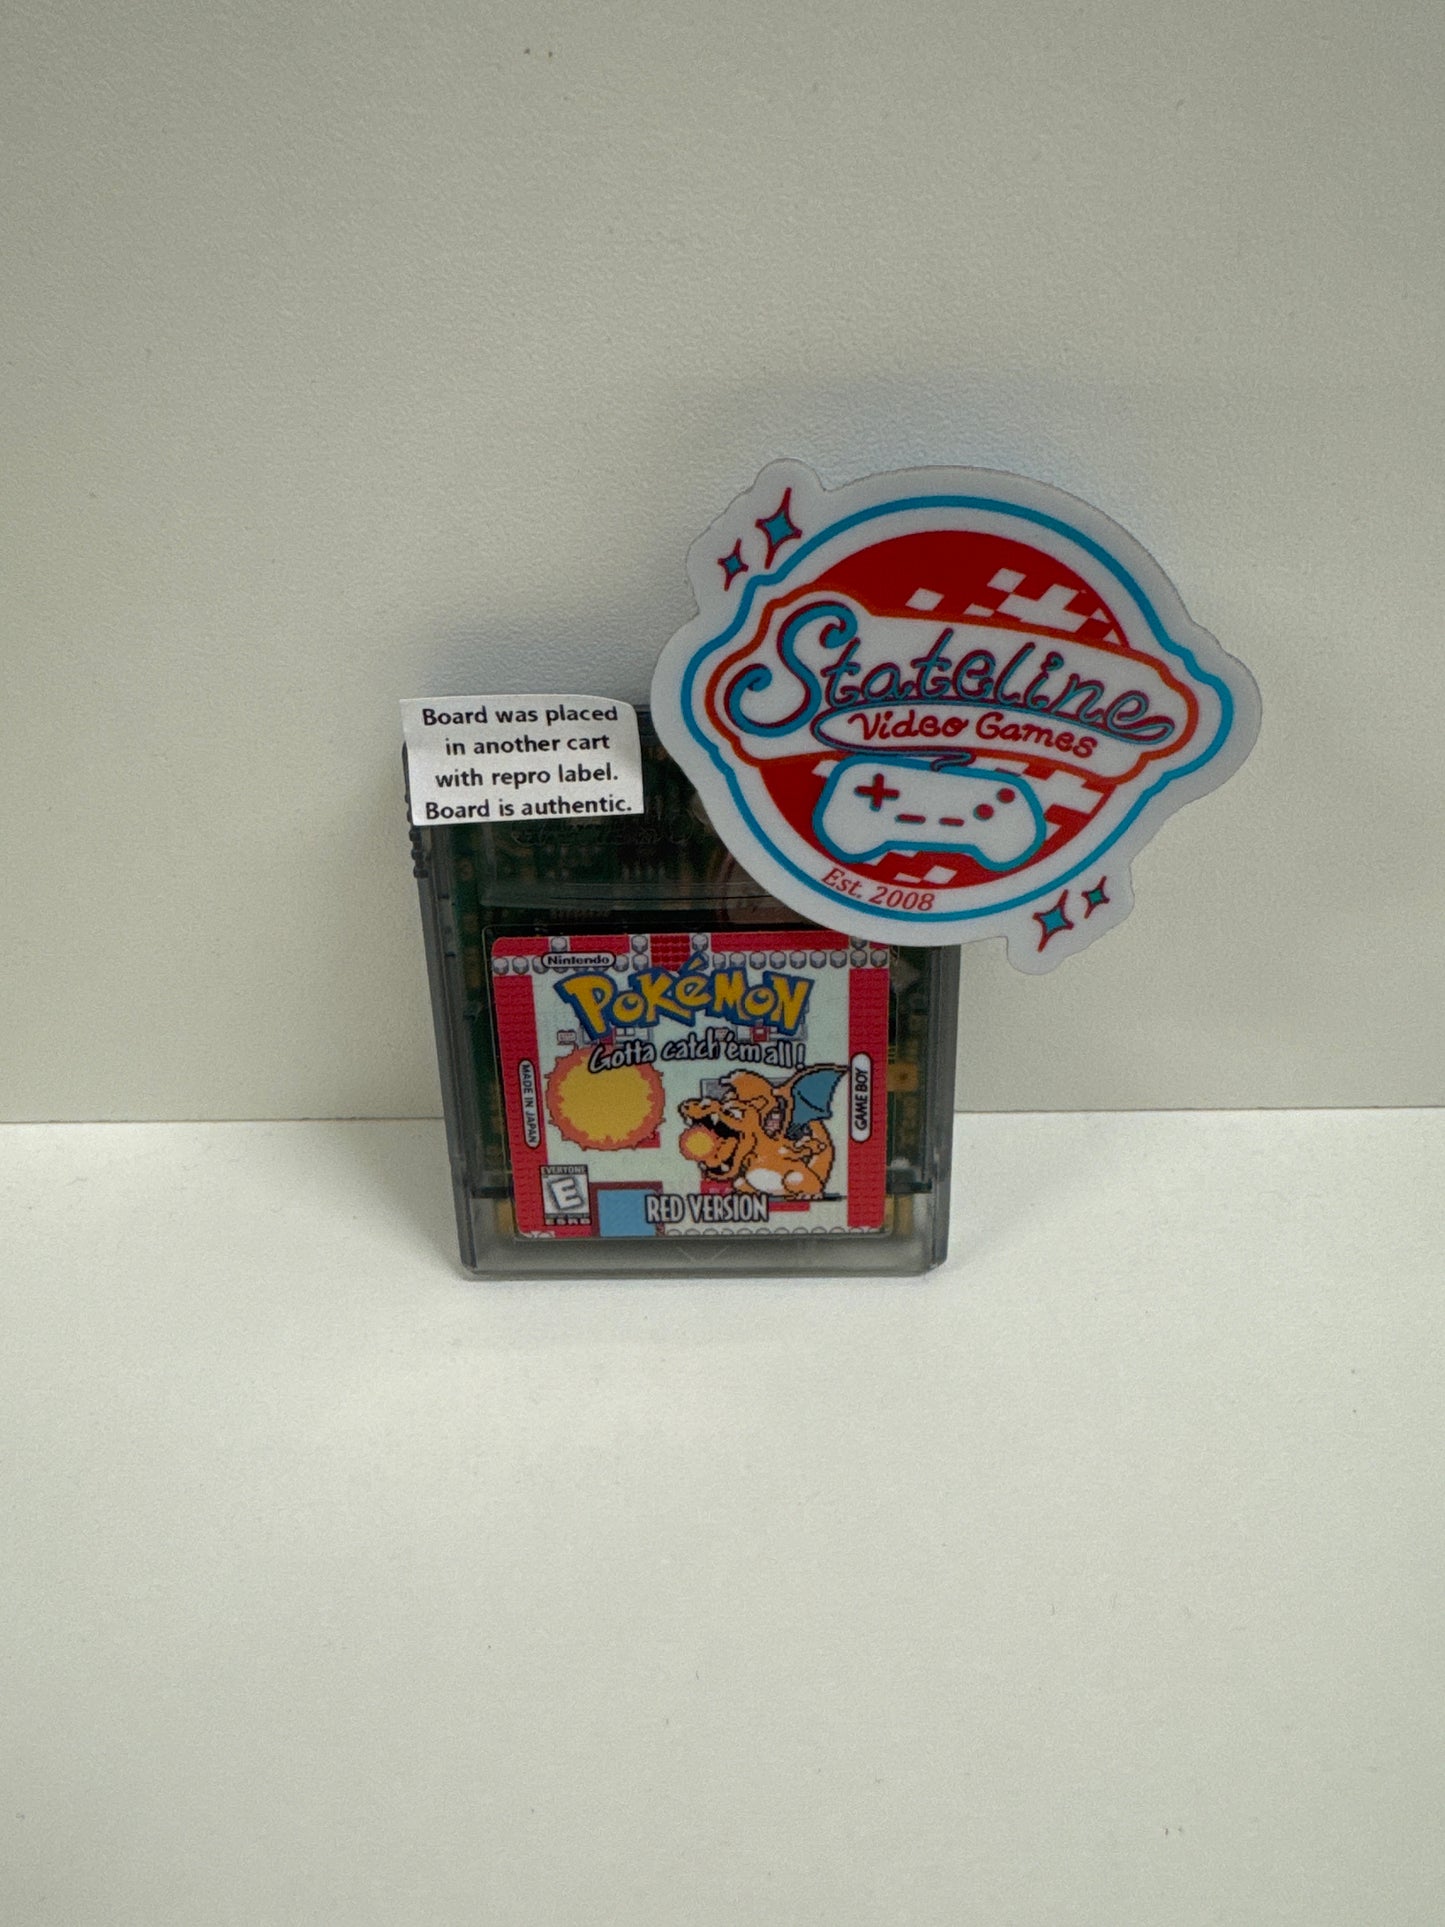 Board was placed
in another cart
with repro label.
Board is authentic.
Stateline
Video Games
Est. 2008
Nintendo
POKéMON
Gotta catch 'em all!
MADE IN JAPAN
GAME BOY
EVERYONE
E
ESRB
RED VERSION